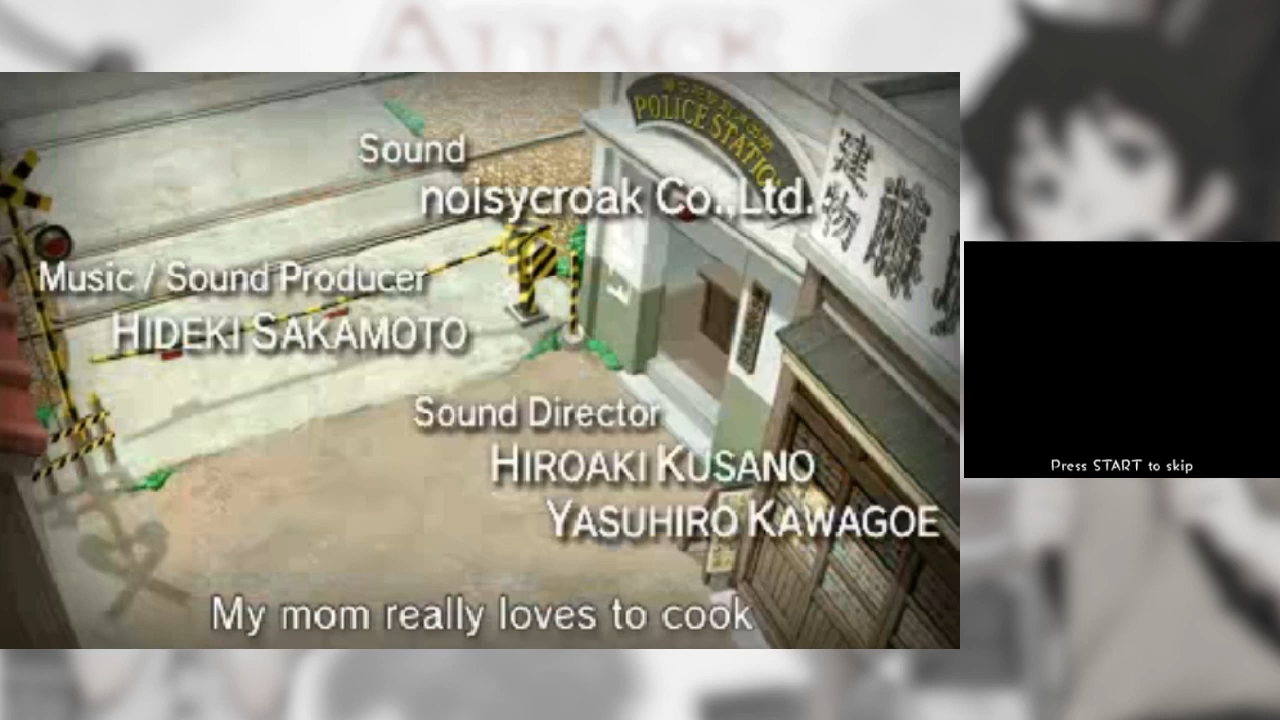 ATTACK
POLICE STATION
建物
Sound
noisycroak Co.,Ltd.
Music / Sound Producer
HIDEKI SAKAMOTO
Sound Director
HIROAKI KUSANO
YASUHIRO KAWAGOE
Press START to skip
My mom really loves to cook